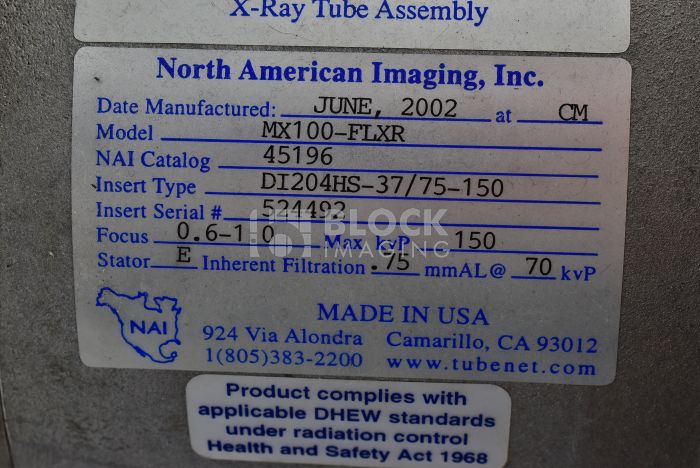 X-Ray Tube Assembly
North American Imaging, Inc.
Date Manufactured: JUNE, 2002 at CM
Model MX100-FLXR
NAI Catalog 45196
Insert Type DI204HS-37/75-150
Insert Serial # 524492
Focus 0.6-1.0 Max kvP 150
BLOCK
IMAGING
Stator E Inherent Filtration .75 mmAL@ 70 kvP
NAI
MADE IN USA
924 Via Alondra Camarillo, CA 93012
1(805)383-2200 www.tubenet.com
Product complies with
applicable DHEW standards
under radiation control
Health and Safety Act 1968